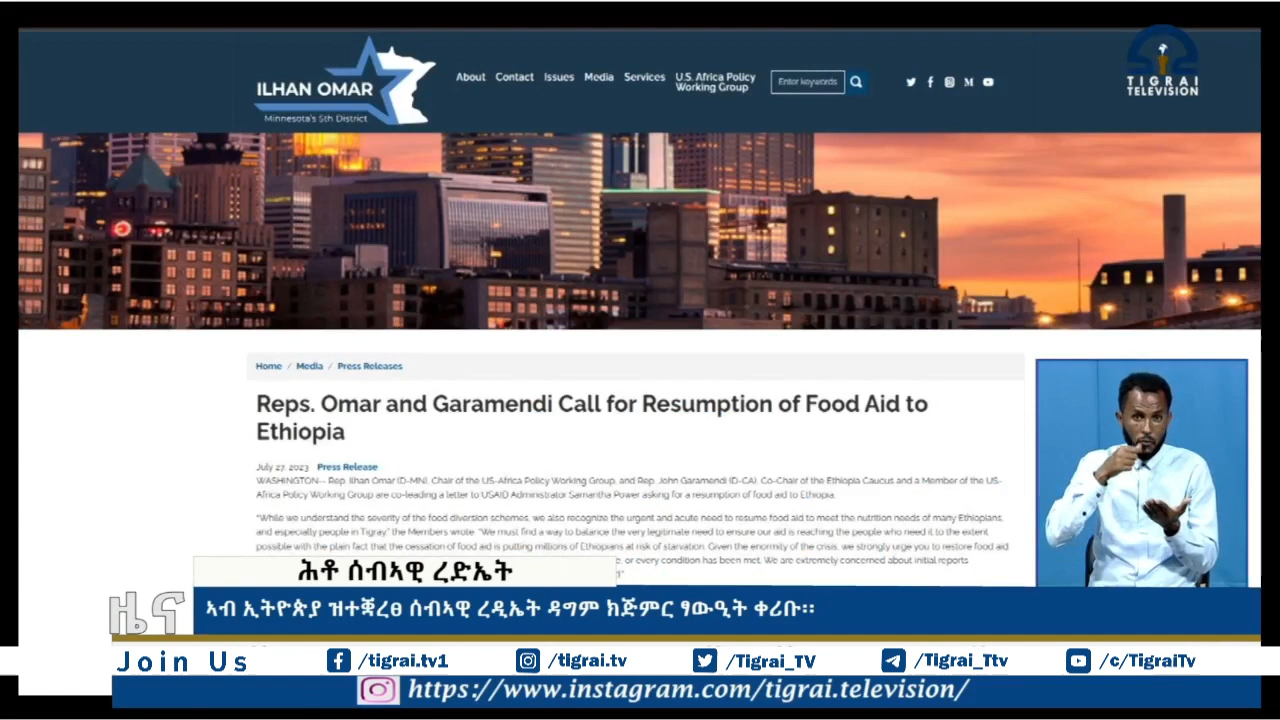 ILHAN OMAR
Minnesota's 5th District
About Contact Issues Media Services U.S. Africa Policy
Working Group
Enter keywords
TIGRAI
TELEVISION
Home / Media / Press Releases
Reps. Omar and Garamendi Call for Resumption of Food Aid to
Ethiopia
July 27, 2023 Press Release
WASHINGTON-- Rep. Ilhan Omar (D-MN), Chair of the US-Africa Policy Working Group, and Rep. John Garamendi (D-CA), Co-Chair of the Ethiopia Caucus and a Member of the US-
Africa Policy Working Group are co-leading a letter to USAID Administrator Samantha Power asking for a resumption of food aid to Ethiopia.
"While we understand the severity of the food diversion schemes, we also recognize the urgent and acute need to resume food aid to meet the nutrition needs of many Ethiopians,
and especially people in Tigray," the Members wrote. "We must find a way to balance the very legitimate need to ensure our aid is reaching the people who need it to the extent
possible with the plain fact that the cessation of food aid is putting millions of Ethiopians at risk of starvation. Given the enormity of the crisis, we strongly urge you to restore food aid
or every condition has been met. We are extremely concerned about initial reports
ሕቶ ሰብኣዊ ረድኤት
ዜና
ኣብ ኢትዮጵያ ዝተቛረፀ ሰብኣዊ ረዲኤት ዳግም ክጅምር ፃውዒት ቀሪቡ፡፡
Join Us /tigrai.tv1 /tigrai.tv /Tigrai_TV /Tigrai_Ttv /c/TigraiTv
https://www.instagram.com/tigrai.television/